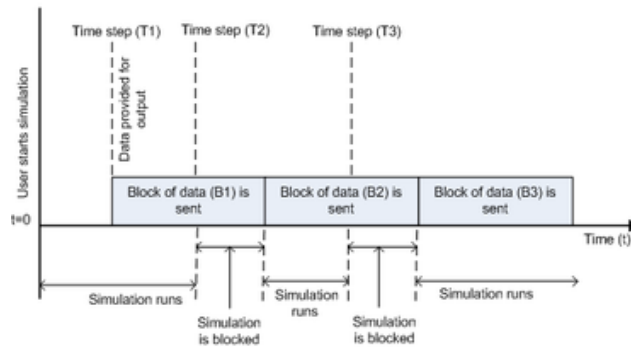 Time step (T1)
Time step (T2)
Time step (T3)
User starts simulation
Data provided for
output
t=0
Block of data (B1) is
sent
Block of data (B2) is
sent
Block of data (B3) is
sent
Time (t)
Simulation runs
Simulation
is blocked
Simulation
runs
Simulation
is blocked
Simulation runs